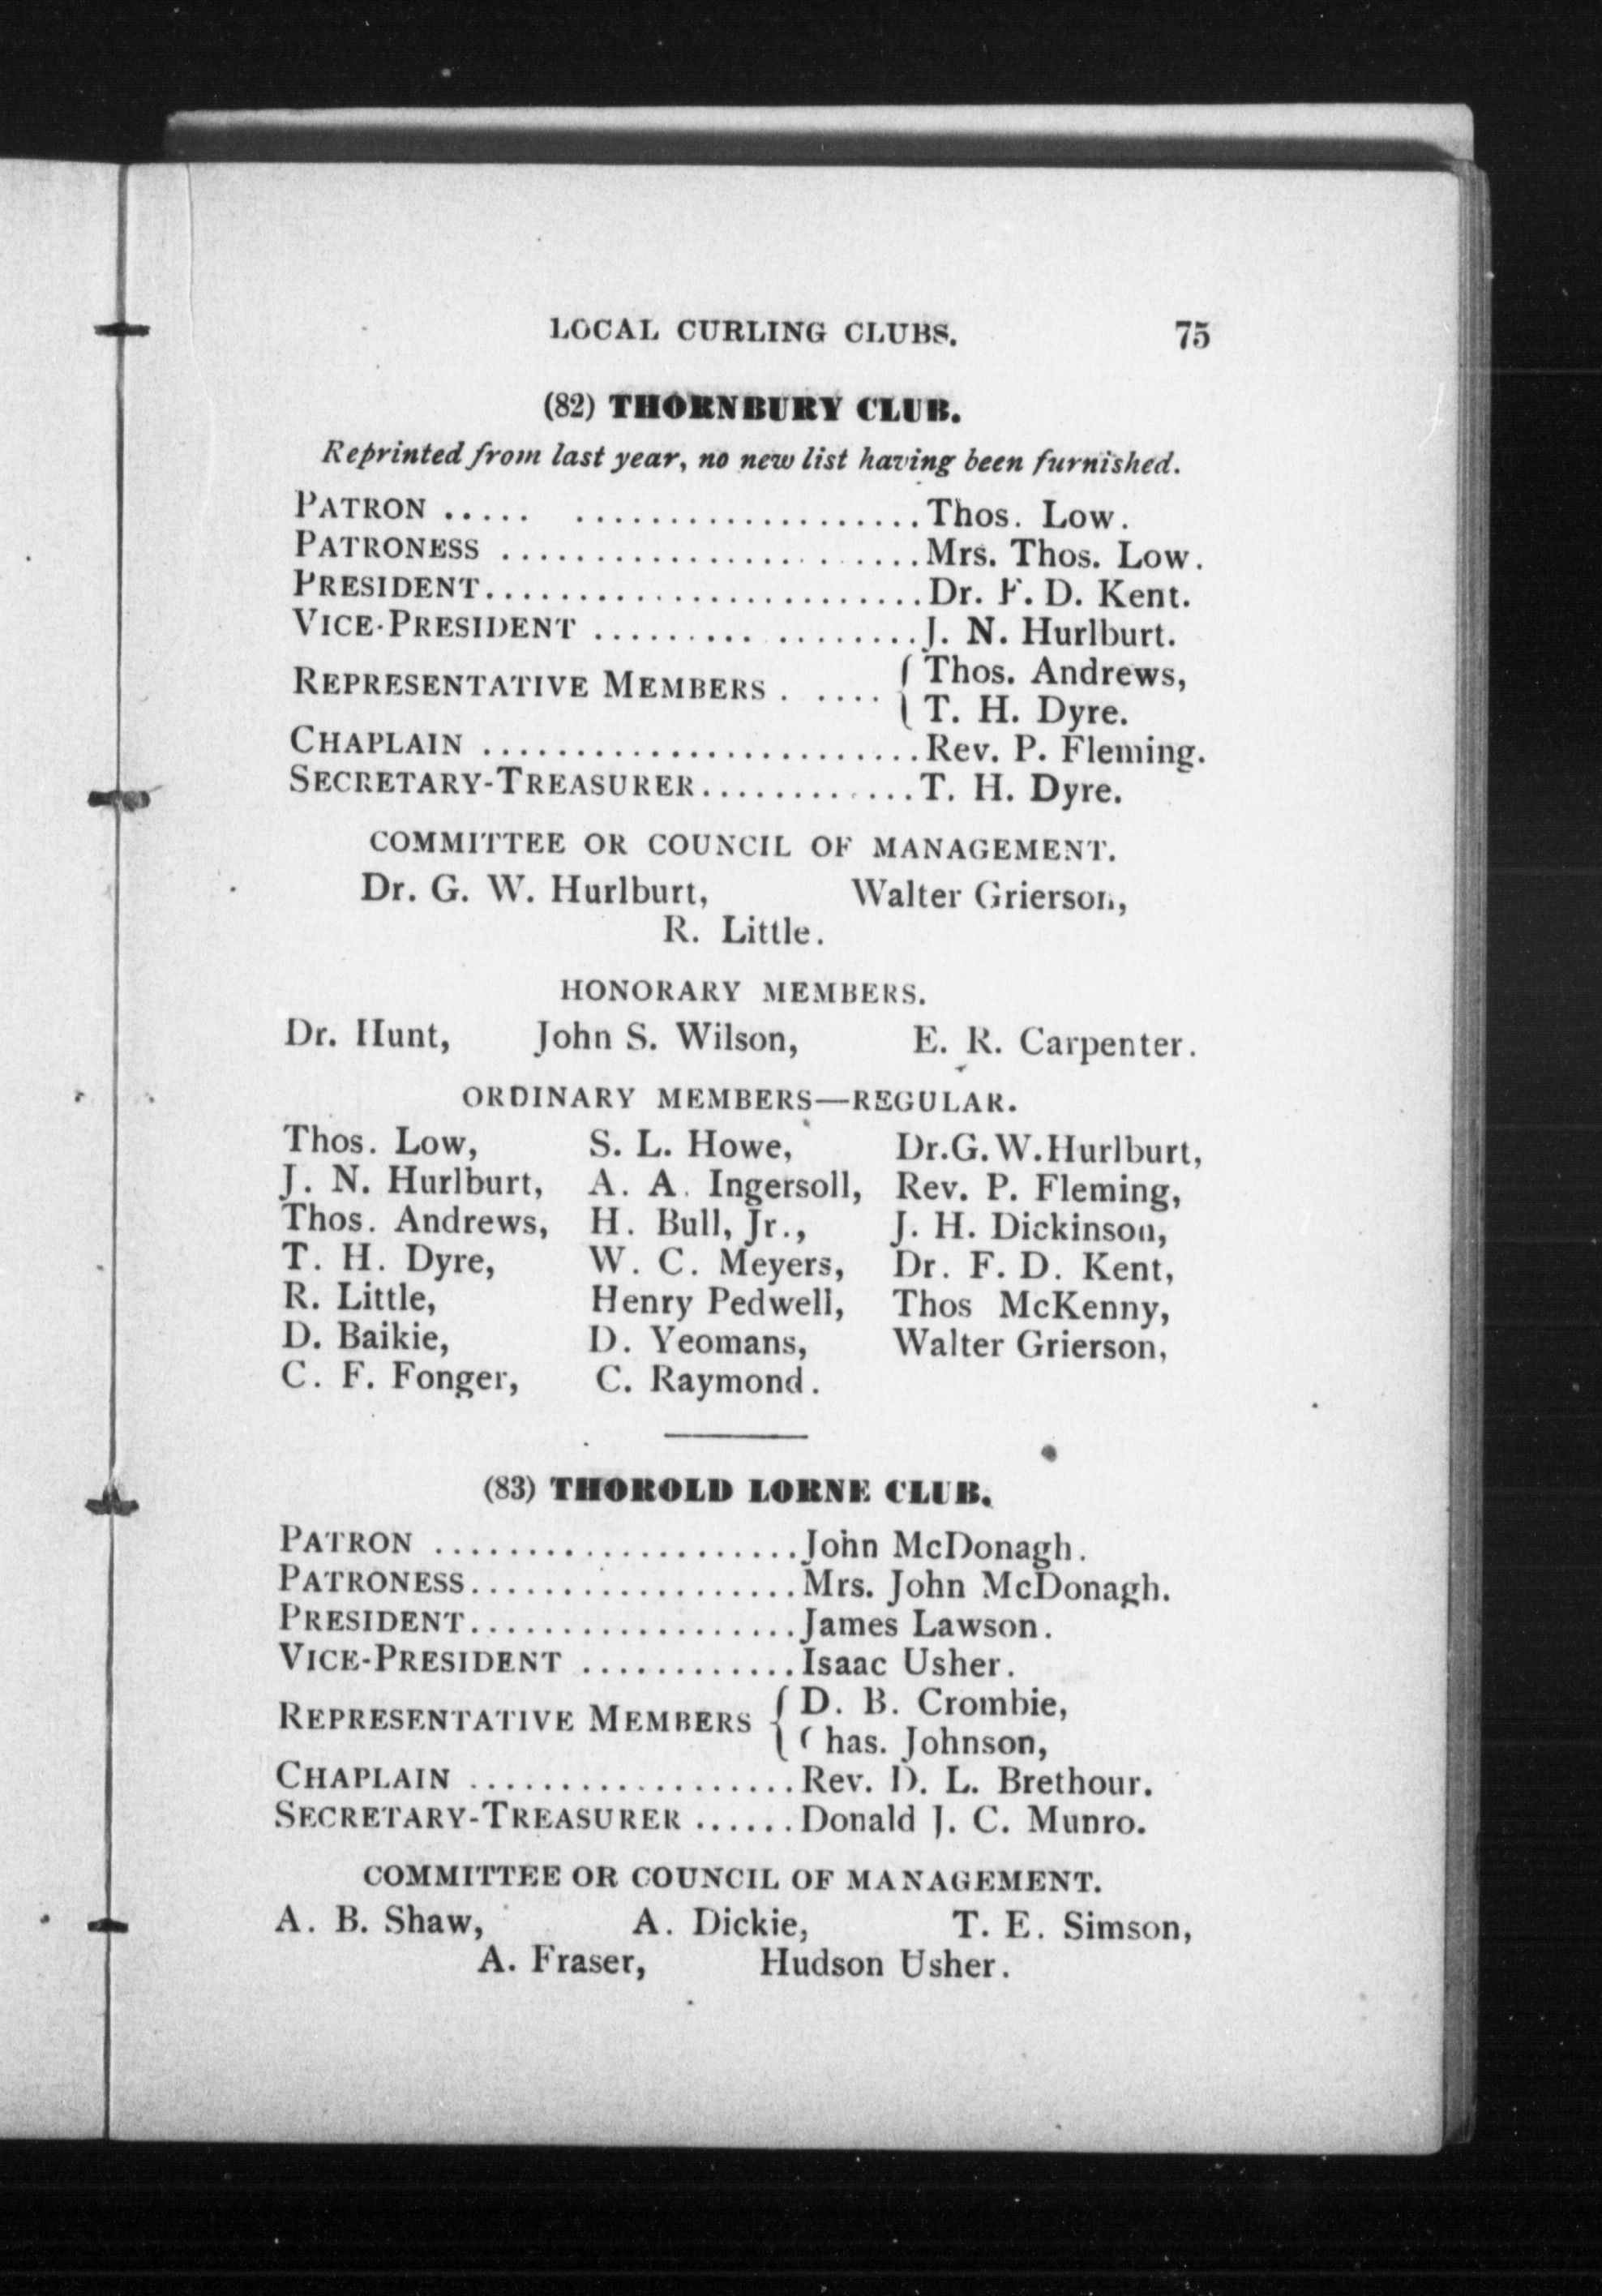 LOCAL CURLING CLUBS. 75
(82) THORNBURY CLUB.
Reprinted from last year, no new list having been furnished.
PATRON ..... ................... Thos. Low.
PATRONESS ....................... Mrs. Thos. Low.
PRESIDENT........................ Dr. F. D. Kent.
VICE-PRESIDENT ......... ........ J. N. Hurlburt.
REPRESENTATIVE MEMBERS . .... { Thos. Andrews,
T. H. Dyre.
CHAPLAIN ........................ Rev. P. Fleming.
SECRETARY-TREASURER............ T. H. Dyre.
COMMITTEE OR COUNCIL OF MANAGEMENT.
Dr. G. W. Hurlburt, Walter Grierson,
R. Little.
HONORARY MEMBERS.
Dr. Hunt, John S. Wilson, E. R. Carpenter.
ORDINARY MEMBERS—REGULAR.
Thos. Low, S. L. Howe, Dr.G.W.Hurlburt,
J. N. Hurlburt, A. A. Ingersoll, Rev. P. Fleming,
Thos. Andrews, H. Bull, Jr., J. H. Dickinson,
T. H. Dyre, W. C. Meyers, Dr. F. D. Kent,
R. Little, Henry Pedwell, Thos McKenny,
D. Baikie, D. Yeomans, Walter Grierson,
C. F. Fonger, C. Raymond.
(83) THOROLD LORNE CLUB.
PATRON .................... John McDonagh.
PATRONESS.................. Mrs. John McDonagh.
PRESIDENT.................. James Lawson.
VICE-PRESIDENT ............ Isaac Usher.
REPRESENTATIVE MEMBERS { D. B. Crombie,
Chas. Johnson,
CHAPLAIN .................. Rev. D. L. Brethour.
SECRETARY-TREASURER ...... Donald J. C. Munro.
COMMITTEE OR COUNCIL OF MANAGEMENT.
A. B. Shaw, A. Dickie, T. E. Simson,
A. Fraser, Hudson Usher.